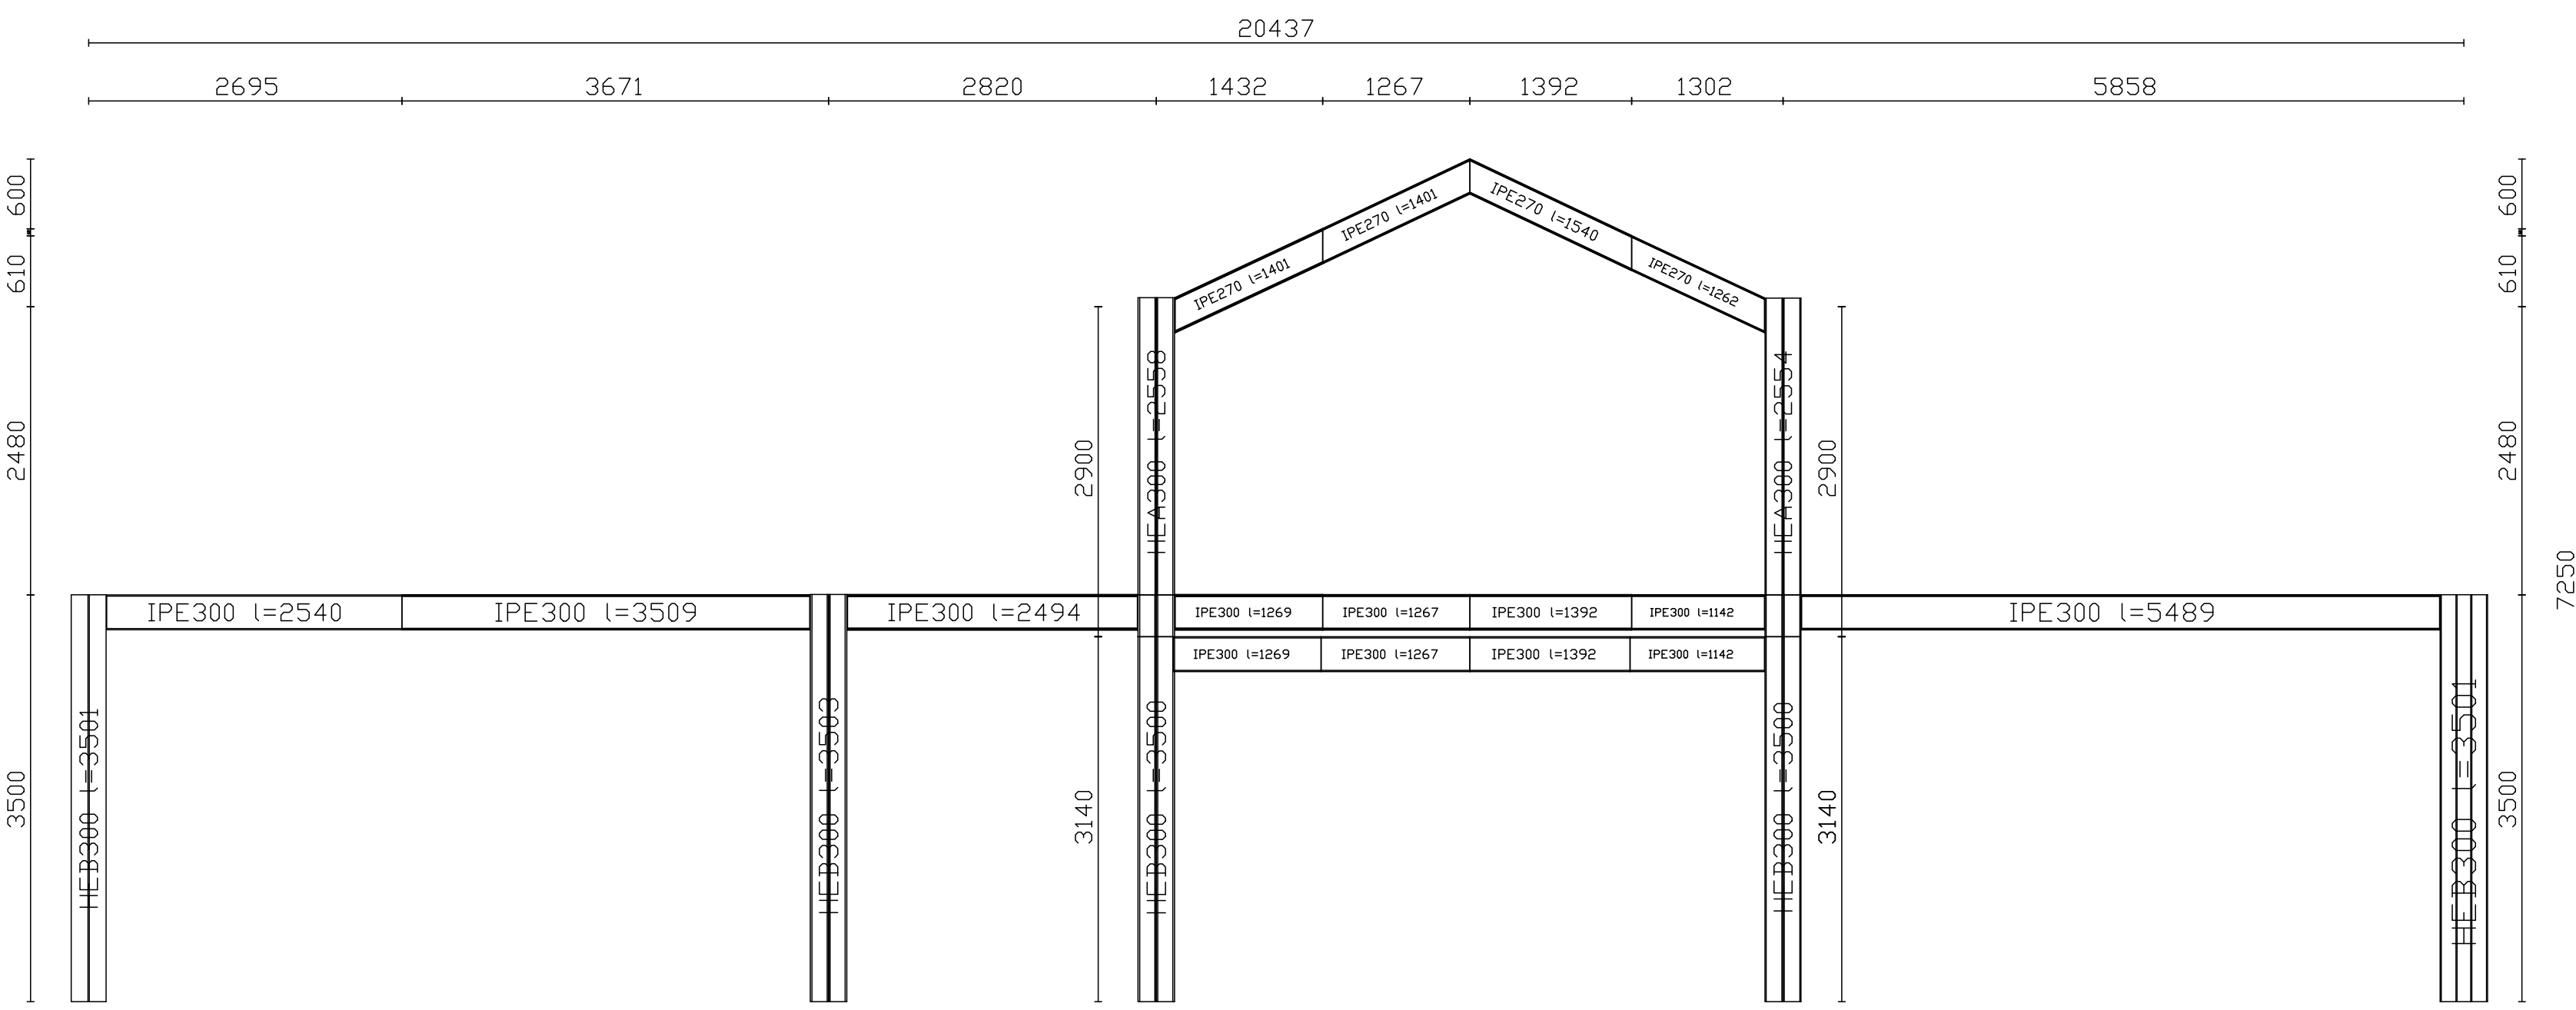 20437
2695 3671 2820 1432 1267 1392 1302 5858
600 600
IPE270 l=1401 IPE270 l=1540
610 IPE270 l=1401 IPE270 l=1262 610
2480 2900 HEA300 l=2558 HEA300 l=2554 2900 2480
7250
IPE300 l=2540 IPE300 l=3509 IPE300 l=2494 IPE300 l=1269 IPE300 l=1267 IPE300 l=1392 IPE300 l=1142 IPE300 l=5489
IPE300 l=1269 IPE300 l=1267 IPE300 l=1392 IPE300 l=1142
3500 HEB300 l=3501 HEB300 l=3503 3140 HEB300 l=3500 HEB300 l=3500 3140 HEB300 l=3501 3500